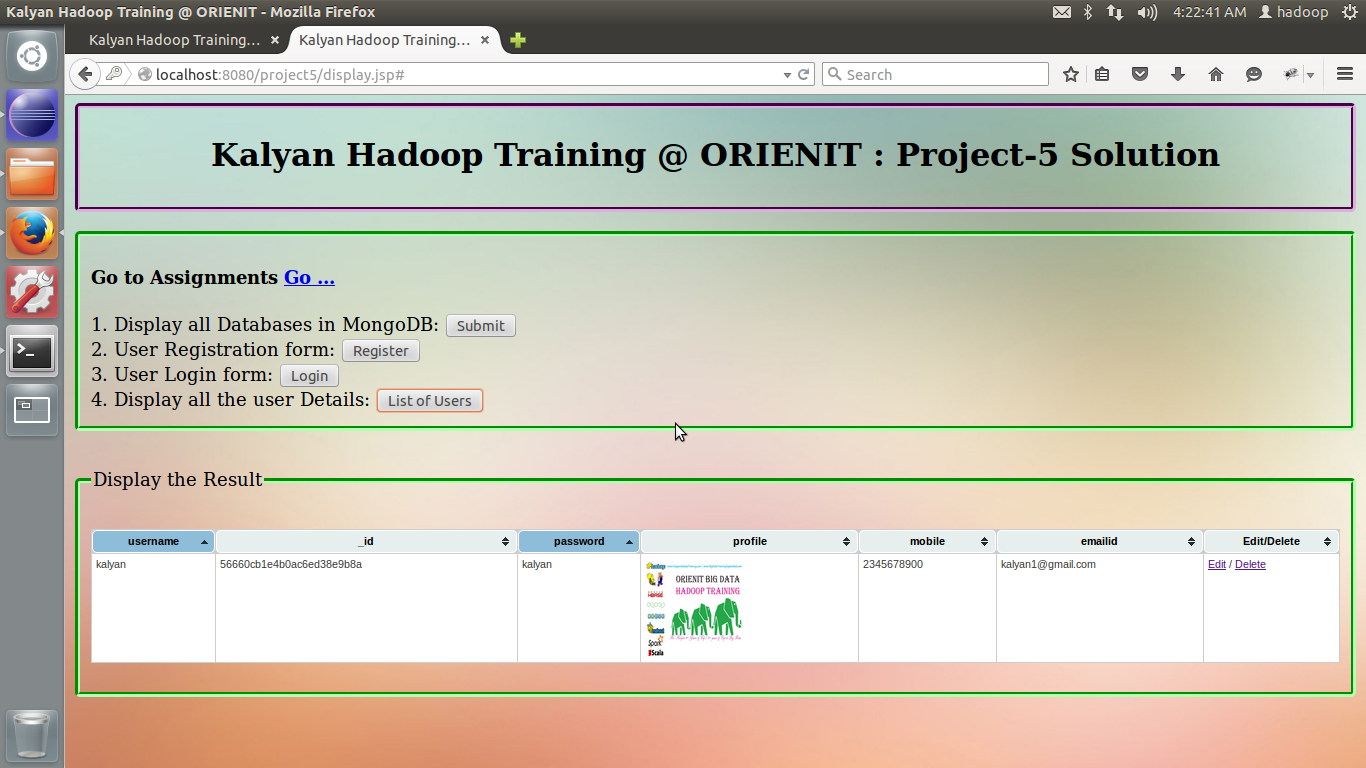 Kalyan Hadoop Training @ ORIENIT - Mozilla Firefox
4:22:41 AM hadoop
Kalyan Hadoop Training...
Kalyan Hadoop Training...
localhost:8080/project5/display.jsp#
Search
Kalyan Hadoop Training @ ORIENIT : Project-5 Solution
Go to Assignments Go ...
1. Display all Databases in MongoDB: Submit
2. User Registration form: Register
3. User Login form: Login
4. Display all the user Details: List of Users
Display the Result
username _id password profile mobile emailid Edit/Delete
kalyan 56660cb1e4b0ac6ed38e9b8a kalyan 2345678900 kalyan1@gmail.com Edit / Delete
ORIENIT BIG DATA
HADOOP TRAINING
Spark
Scala